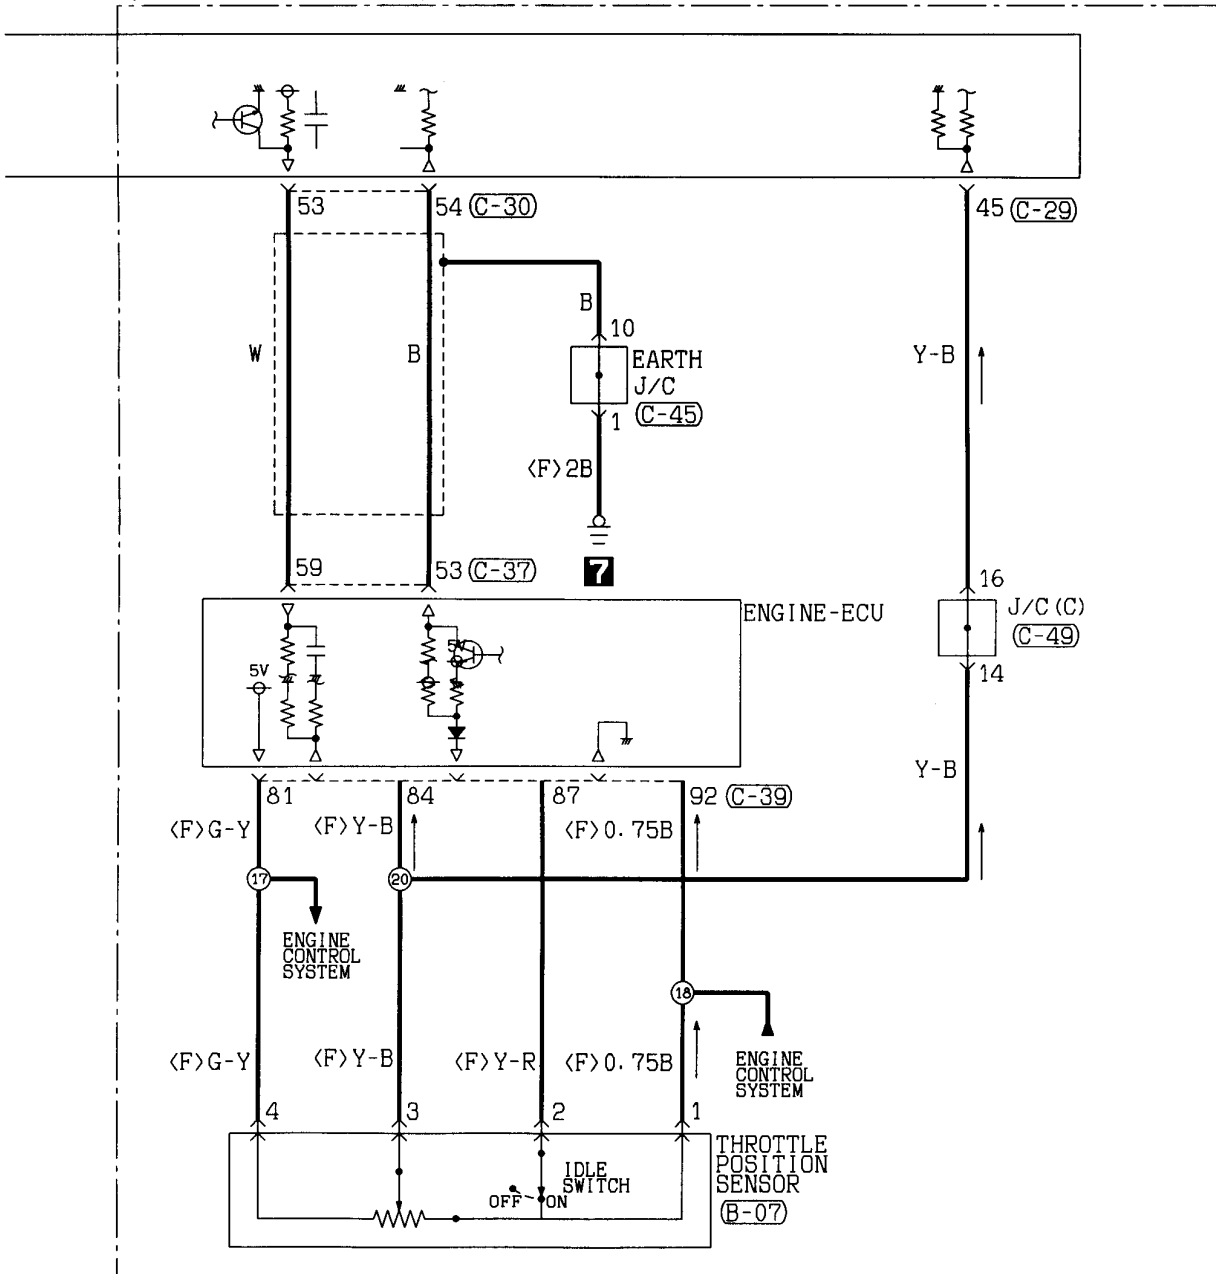 53
54 (C-30)
45 (C-29)
B
10
W
B
EARTH
J/C
(C-45)
Y-B
1
<F>2B
7
59
53 (C-37)
16
ENGINE-ECU
J/C(C)
(C-49)
5V
5V
14
Y-B
81
84
87
92 (C-39)
<F>G-Y
<F>Y-B
<F>0.75B
17
20
ENGINE
CONTROL
SYSTEM
18
<F>G-Y
<F>Y-B
<F>Y-R
<F>0.75B
ENGINE
CONTROL
SYSTEM
4
3
2
1
THROTTLE
POSITION
SENSOR
(B-07)
IDLE
SWITCH
OFF
ON